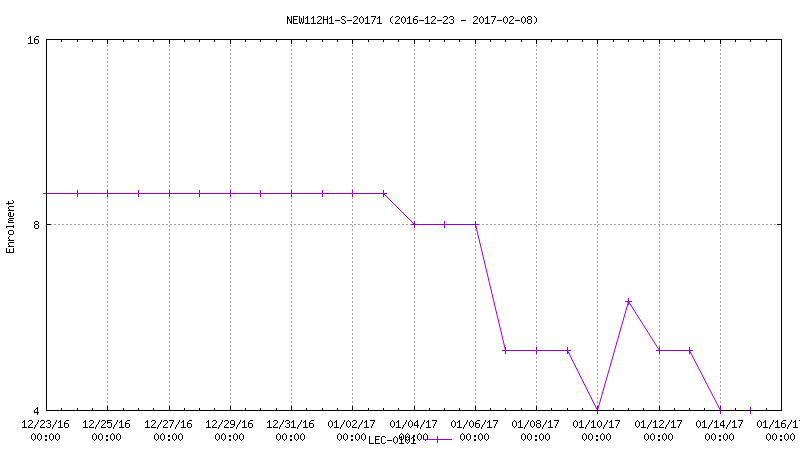 NEW112H1-S-20171 (2016-12-23 - 2017-02-08)
16
8
4
Enrolment
12/23/16 12/25/16 12/27/16 12/29/16 12/31/16 01/02/17 01/04/17 01/06/17 01/08/17 01/10/17 01/12/17 01/14/17 01/16/17
00:00 00:00 00:00 00:00 00:00 00:00 00:00 00:00 00:00 00:00 00:00 00:00 00:00
LEC-0101